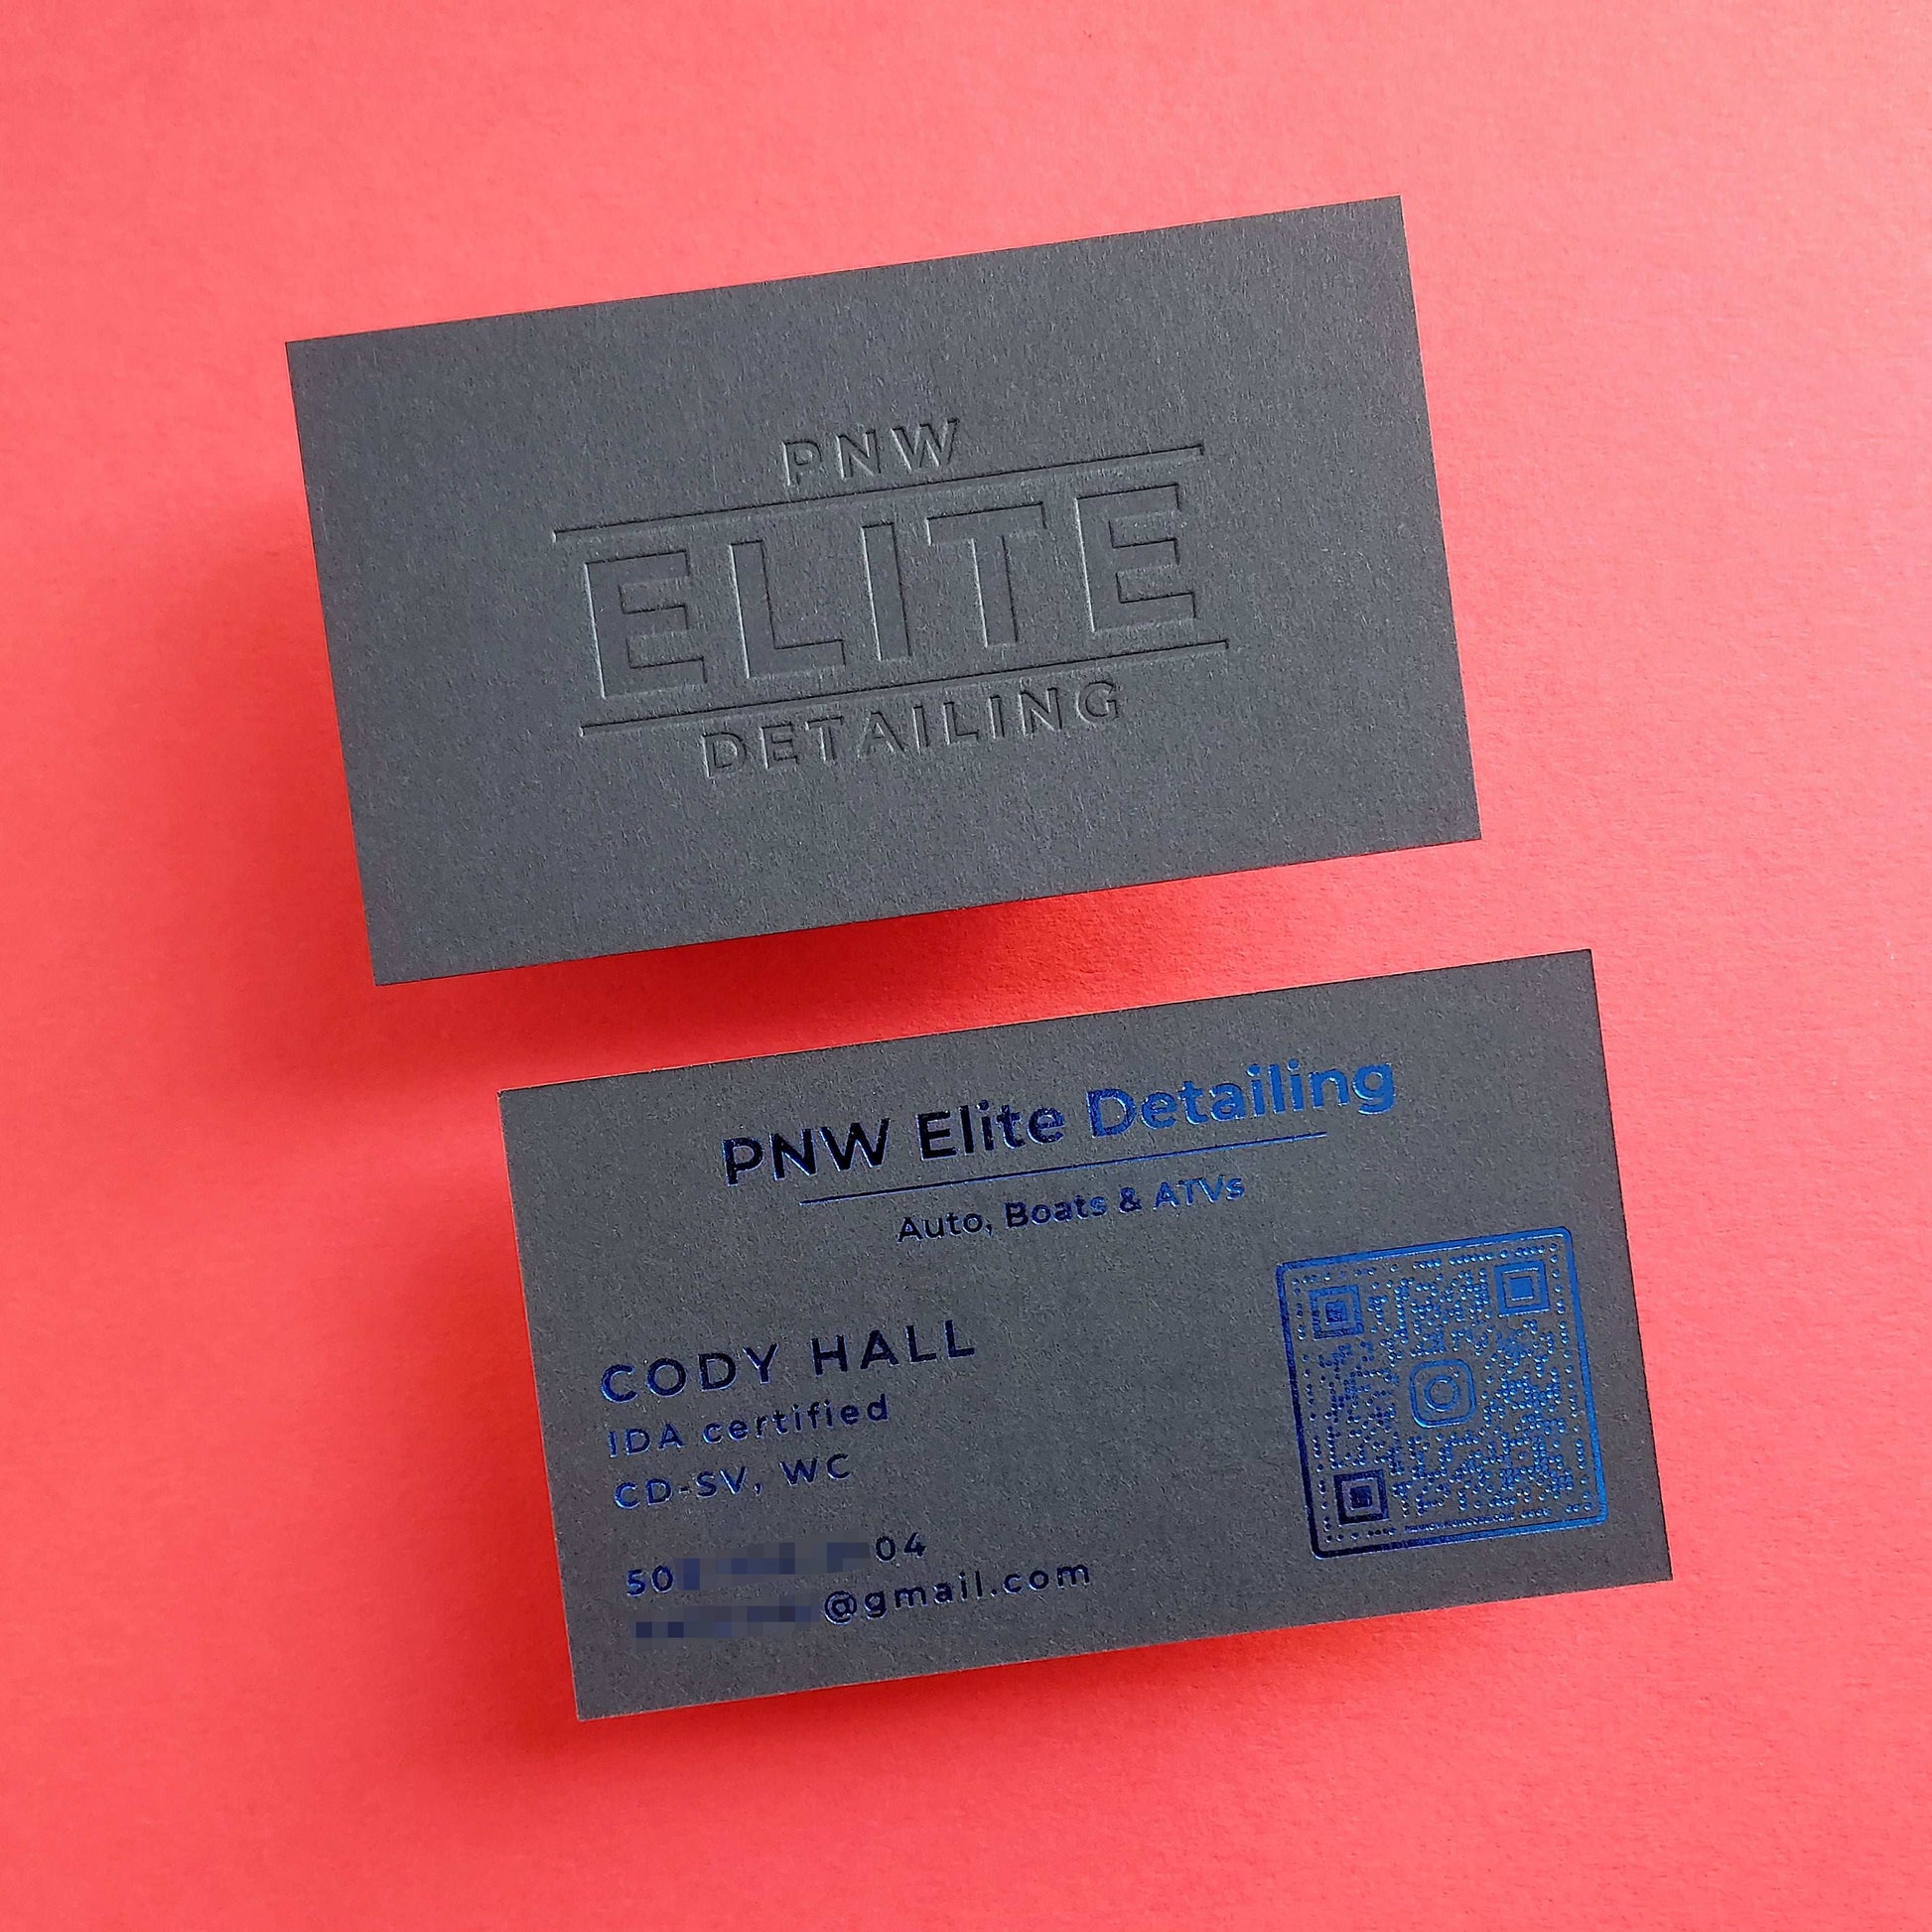 PNW
ELITE
DETAILING
PNW Elite Detailing
Auto, Boats & ATVs
CODY HALL
IDA certified
CD-SV, WC
50 04
@gmail.com